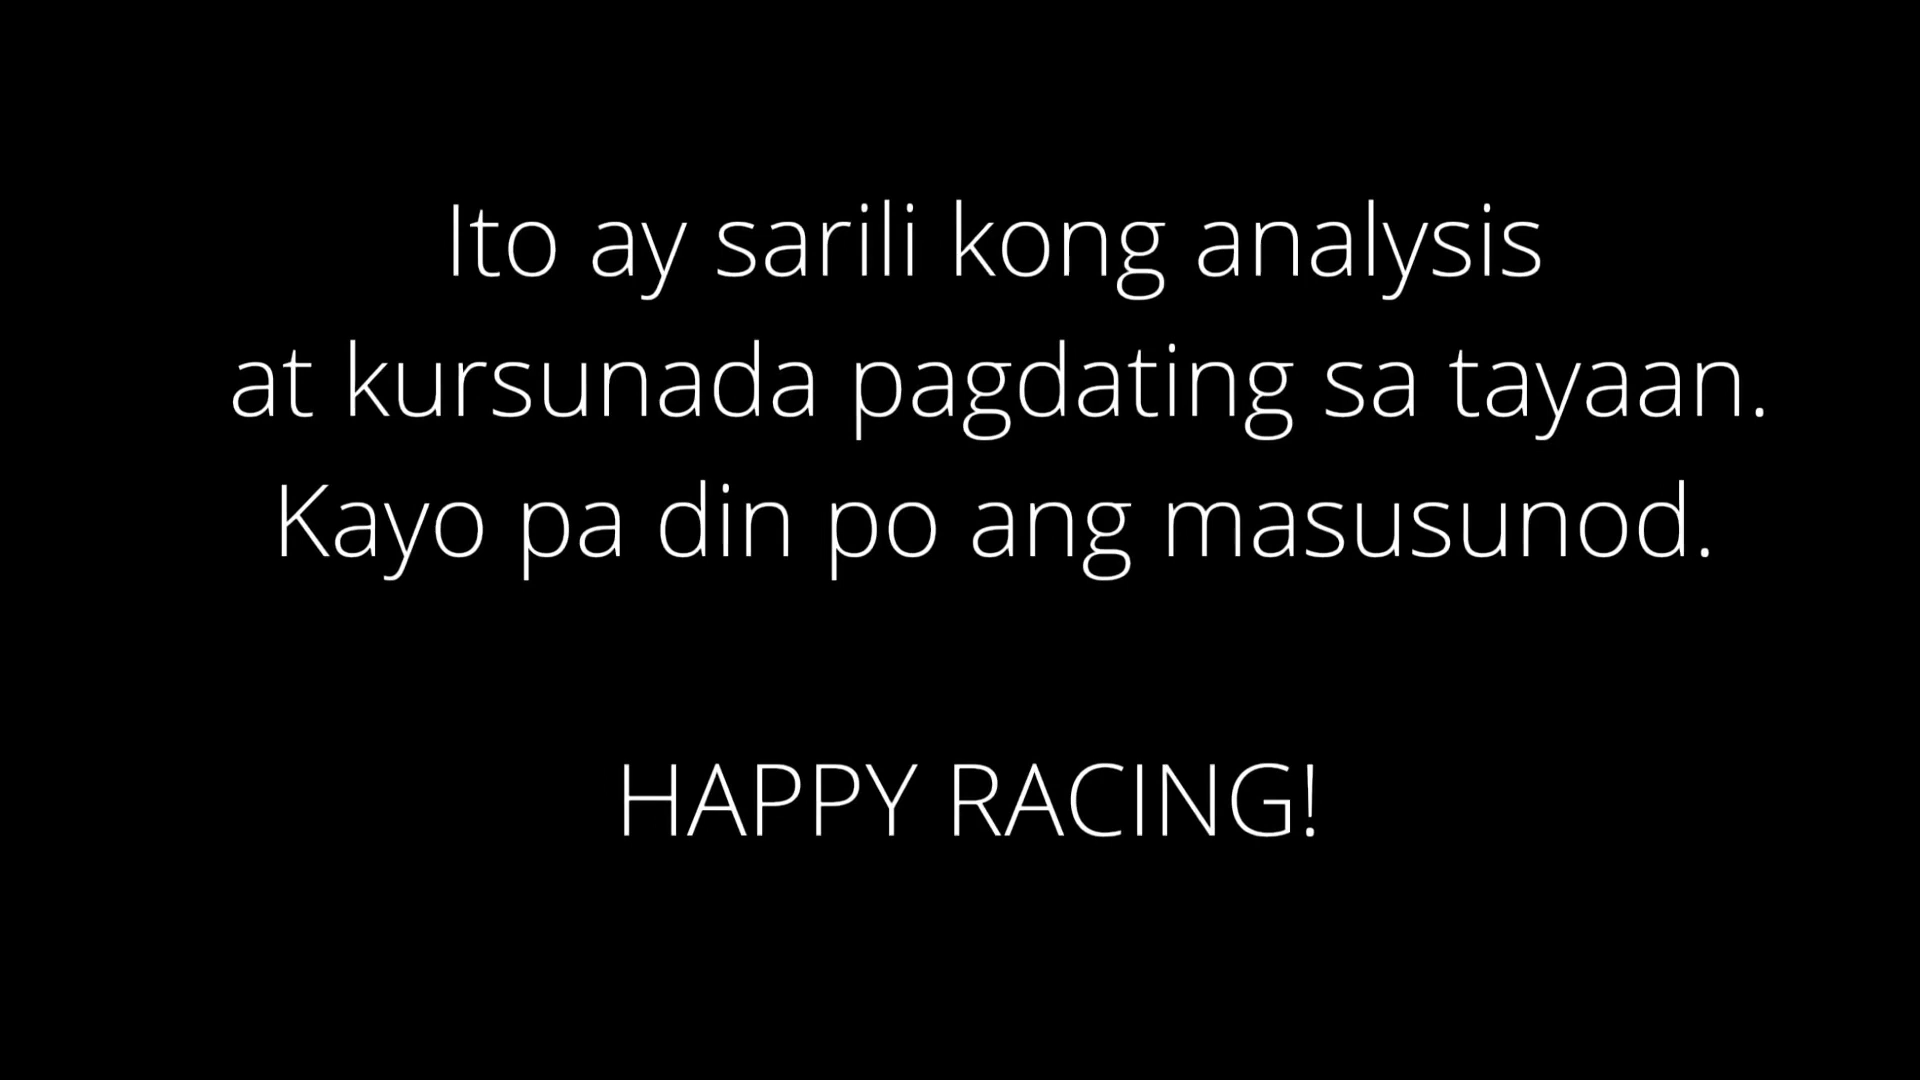 Ito ay sarili kong analysis
at kursunada pagdating sa tayaan.
Kayo pa din po ang masusunod.
HAPPY RACING!